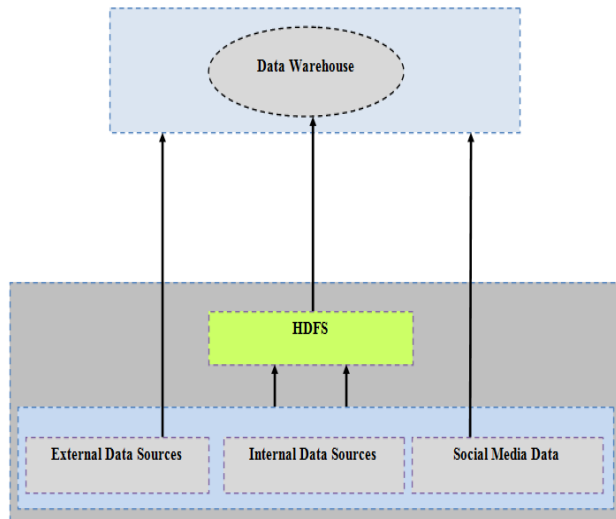 Data Warehouse
HDFS
External Data Sources
Internal Data Sources
Social Media Data